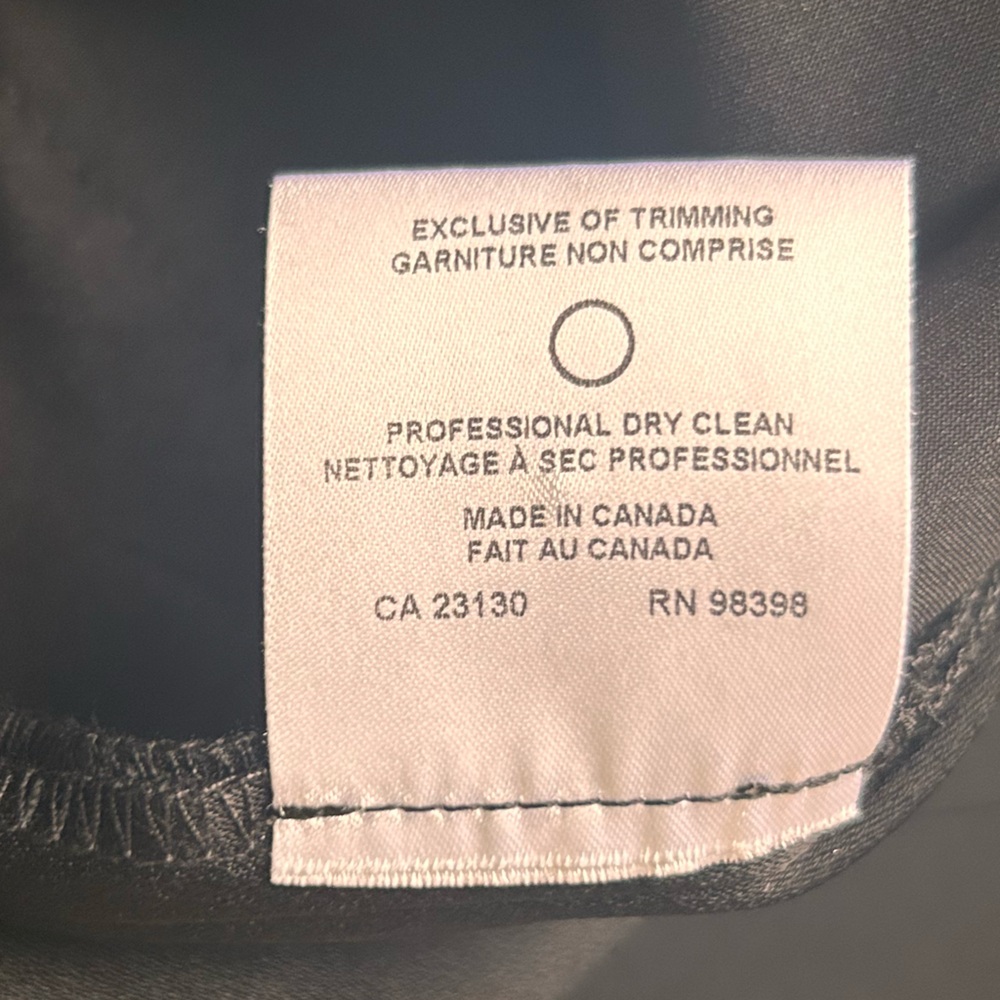 EXCLUSIVE OF TRIMMING
GARNITURE NON COMPRISE
PROFESSIONAL DRY CLEAN
NETTOYAGE À SEC PROFESSIONNEL
MADE IN CANADA
FAIT AU CANADA
CA 23130 RN 98398